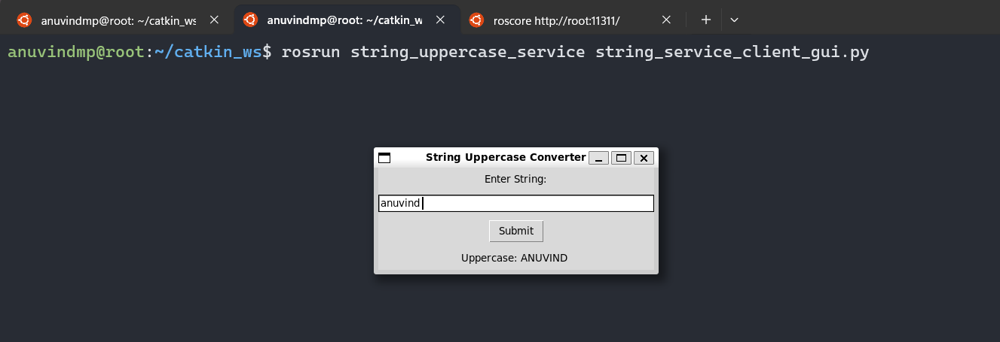 anuvindmp@root: ~/catkin_ws
anuvindmp@root: ~/catkin_w
roscore http://root:11311/
anuvindmp@root:~/catkin_ws$ rosrun string_uppercase_service string_service_client_gui.py
String Uppercase Converter
Enter String:
anuvind
Submit
Uppercase: ANUVIND